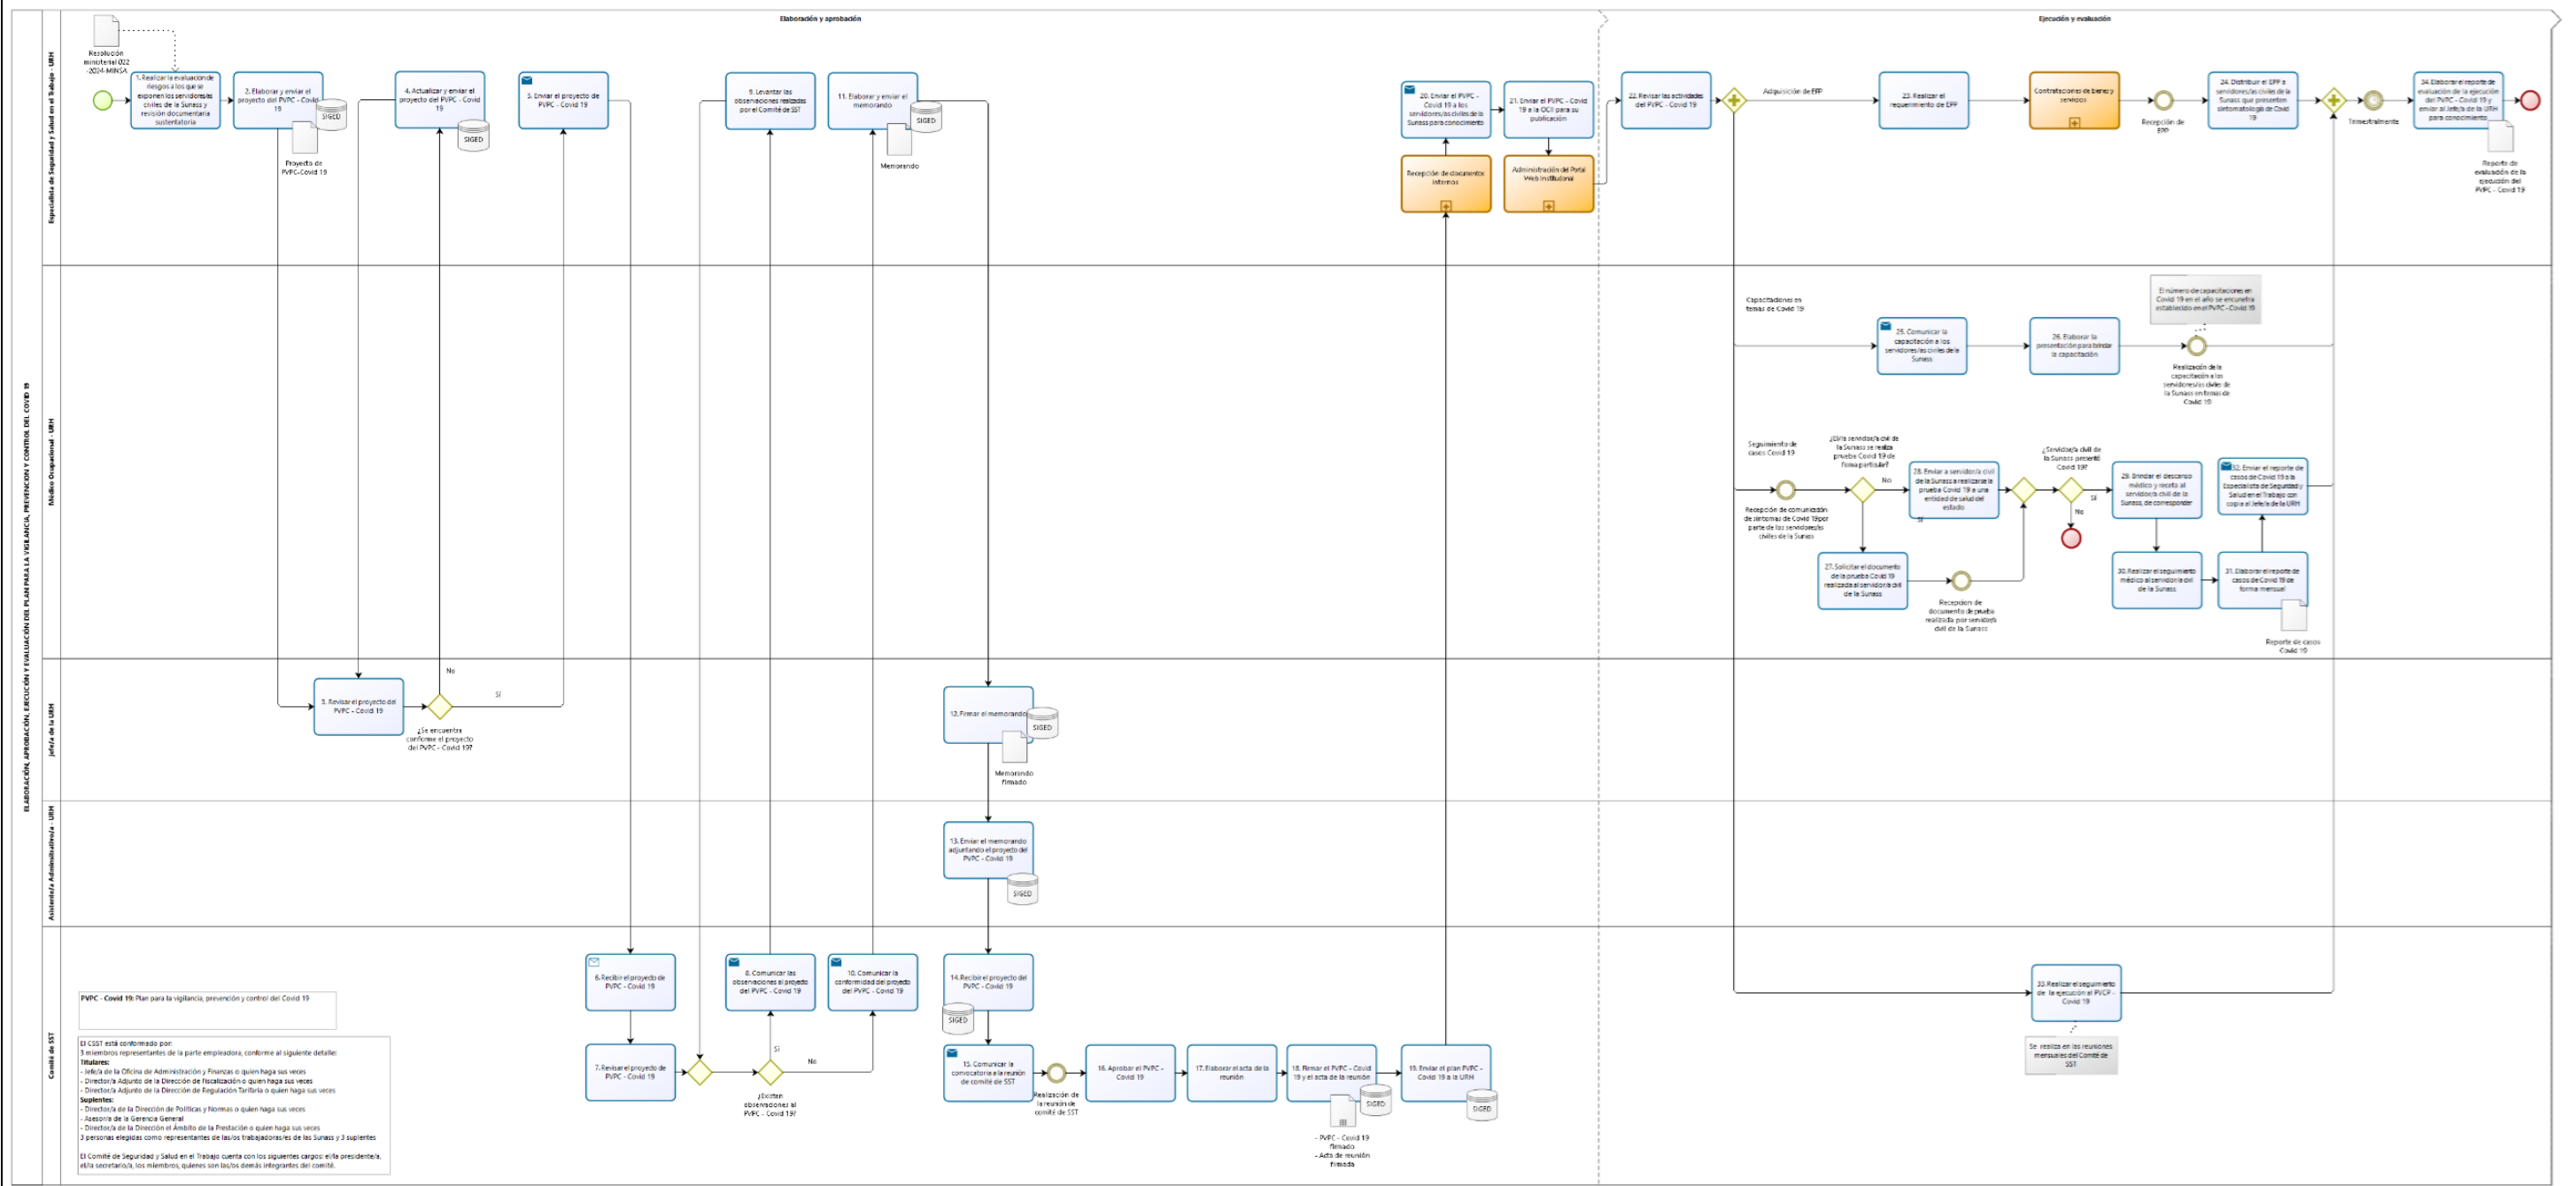 Elaboración y aprobación
Ejecución y evaluación
ELABORACIÓN, APROBACIÓN, EJECUCIÓN Y EVALUACIÓN DEL PLAN PARA LA VIGILANCIA, PREVENCION Y CONTROL DEL COVID 19
Especialista de Seguridad y Salud en el Trabajo - URH
Resolución
ministerial 022
-2024-MINSA
1. Realizar la evaluación de
riesgos a los que se
exponen los servidores/as
civiles de la Sunass y
revisión documentaria
sustentatoria
2. Elaborar y enviar el
proyecto del PVPC - Covid
19
SIGED
Proyecto de
PVPC-Covid 19
4. Actualizar y enviar el
proyecto del PVPC - Covid
19
SIGED
5. Enviar el proyecto de
PVPC - Covid 19
9. Levantar las
observaciones realizadas
por el Comité de SST
11. Elaborar y enviar el
memorando
SIGED
Memorando
20. Enviar el PVPC -
Covid 19 a los
servidores/as civiles de la
Sunass para conocimiento
21. Enviar el PVPC - Covid
19 a la OCII para su
publicación
Recepción de documentos
internos
Administración del Portal
Web Institucional
22. Revisar las actividades
del PVPC - Covid 19
Adquisición de EPP
23. Realizar el
requerimiento de EPP
Contrataciones de bienes y
servicios
Recepción de
EPP
24. Distribuir el EPP a
servidores/as civiles de la
Sunass que presenten
sintomatología de Covid
19
Trimestralmente
34. Elaborar el reporte de
evaluación de la ejecución
del PVPC - Covid 19 y
enviar al Jefe/a de la URH
para conocimiento
Reporte de
evaluación de la
ejecución del
PVPC - Covid 19
Médico Ocupacional - URH
Capacitaciones en
temas de Covid 19
25. Comunicar la
capacitación a los
servidores/as civiles de la
Sunass
26. Elaborar la
presentación para brindar
la capacitación
El número de capacitaciones en
Covid 19 en el año se encunetra
establecido en el PVPC - Covid 19
Realización de la
capacitación a los
servidores/as civiles de
la Sunass en temas de
Covid 19
Seguimiento de
casos Covid 19
Recepción de comunicación
de síntomas de Covid 19 por
parte de los servidores/es
civiles de la Sunass
¿El/la servidor/a civil de
la Sunass se realiza
prueba Covid 19 de
forma particular?
No
Sí
28. Enviar a servidor/a civil
de la Sunass a realizarse la
prueba Covid 19 a una
entidad de salud del
estado
27. Solicitar el documento
de la prueba Covid 19
realizada al servidor/a civil
de la Sunass
Recepcion de
documento de prueba
realizada por servidor/a
civil de la Sunass
¿Servidor/a civil de
la Sunass presentó
Covid 19?
Sí
No
29. Brindar el descanso
médico y receta al
servidor/a civil de la
Sunass, de corresponder
30. Realizar el seguimiento
médico al servidor/a civil
de la Sunass
31. Elaborar el reporte de
casos de Covid 19 de
forma mensual
Reporte de casos
Covid 19
32. Enviar el reporte de
casos de Covid 19 a la
Especialista de Seguridad y
Salud en el Trabajo con
copia al Jefe/a de la URH
Jefe/a de la URH
3. Revisar el proyecto del
PVPC - Covid 19
No
Sí
¿Se encuentra
conforme el proyecto
del PVPC - Covid 19?
12. Firmar el memorando
SIGED
Memorando
firmado
Asistente/a Administrativo/a - URH
13. Enviar el memorando
adjuntando el proyecto del
PVPC - Covid 19
SIGED
Comité de SST
6. Recibir el proyecto de
PVPC - Covid 19
7. Revisar el proyecto de
PVPC - Covid 19
8. Comunicar las
observaciones al proyecto
del PVPC - Covid 19
10. Comunicar la
conformidad del proyecto
del PVPC - Covid 19
Sí
No
¿Existen
observaciones al
PVPC - Covid 19?
14. Recibir el proyecto del
PVPC - Covid 19
SIGED
15. Comunicar la
convocatoria a la reunión
de comité de SST
Realización de
la reunión de
comité de SST
16. Aprobar el PVPC -
Covid 19
17. Elaborar el acta de la
reunión
18. Firmar el PVPC - Covid
19 y el acta de la reunión
SIGED
- PVPC - Covid 19
firmado
- Acta de reunión
firmada
19. Enviar el plan PVPC -
Covid 19 a la URH
SIGED
33. Realizar el seguimiento
de la ejecución al PVCP -
Covid 19
Se realiza en las reuniones
mensuales del Comité de
SST
PVPC - Covid 19: Plan para la vigilancia, prevención y control del Covid 19
El CSST está conformado por:
3 miembros representantes de la parte empleadora, conforme al siguiente detalle:
Titulares:
- Jefe/a de la Oficina de Administración y Finanzas o quien haga sus veces
- Director/a Adjunto de la Dirección de Fiscalización o quien haga sus veces
- Director/a Adjunto de la Dirección de Regulación Tarifaria o quien haga sus veces
Suplentes:
- Director/a de la Dirección de Políticas y Normas o quien haga sus veces
- Asesor/a de la Gerencia General
- Director/a de la Dirección el Ámbito de la Prestación o quien haga sus veces
3 personas elegidas como representantes de las/os trabajadoras/es de las Sunass y 3 suplentes
El Comité de Seguridad y Salud en el Trabajo cuenta con los siguientes cargos: el/la presidente/a,
el/la secretario/a, los miembros, quienes son las/os demás integrantes del comité.